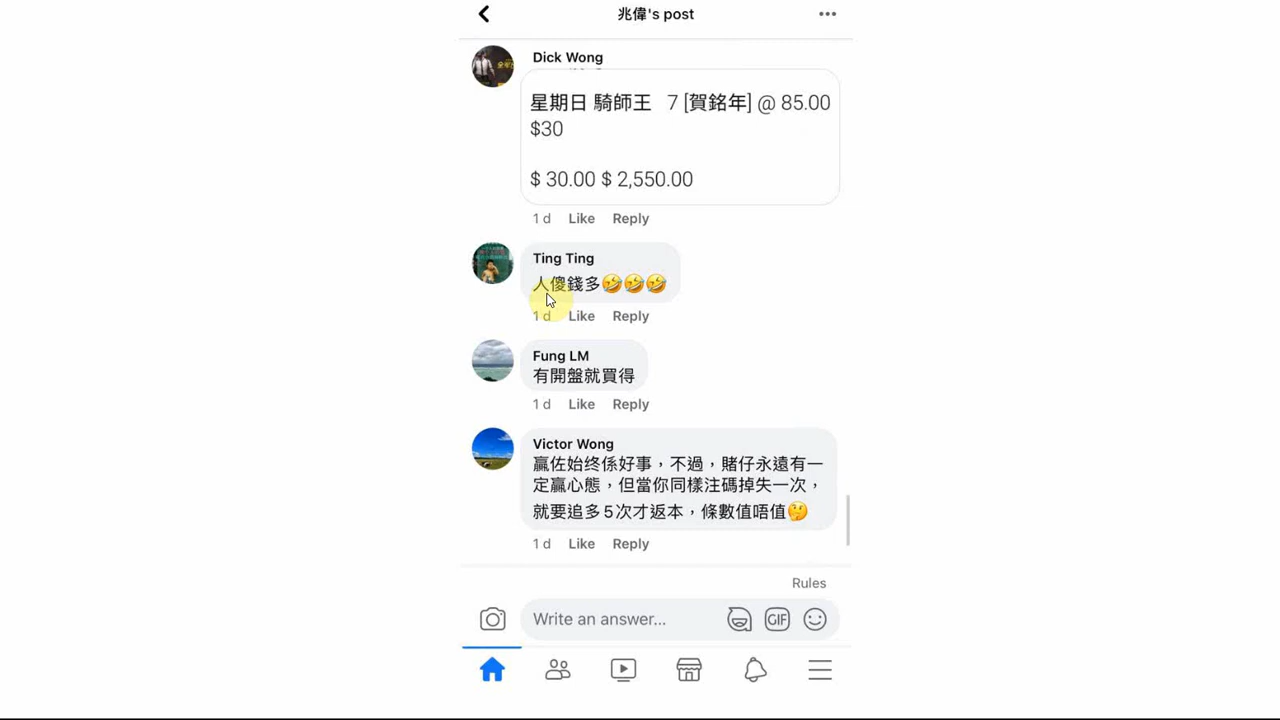 兆偉's post
Dick Wong
星期日 騎師王 7 [賀銘年] @ 85.00
$30
$ 30.00 $ 2,550.00
1 d Like Reply
Ting Ting
人傻錢多🤣🤣🤣
1 d Like Reply
Fung LM
有開盤就買得
1 d Like Reply
Victor Wong
贏佐始终係好事，不過，賭仔永遠有一
定贏心態，但當你同樣注碼掉失一次，
就要追多5次才返本，條數值唔值🤔
1 d Like Reply
Rules
Write an answer...
GIF